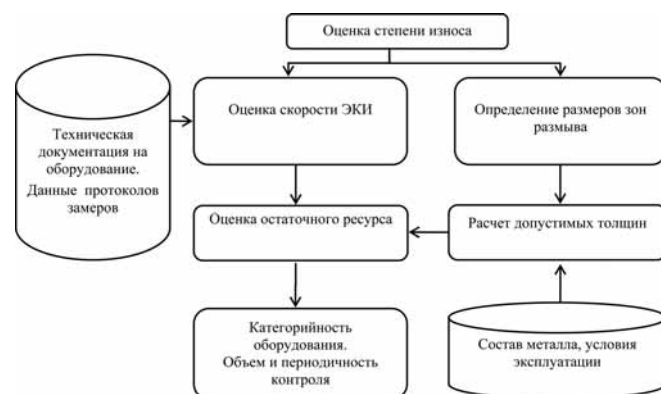 Оценка степени износа
Техническая
документация на
оборудование.
Данные протоколов
замеров
Оценка скорости ЭКИ
Определение размеров зон
размыва
Оценка остаточного ресурса
Расчет допустимых толщин
Категорийность
оборудования.
Объем и периодичность
контроля
Состав металла, условия
эксплуатации